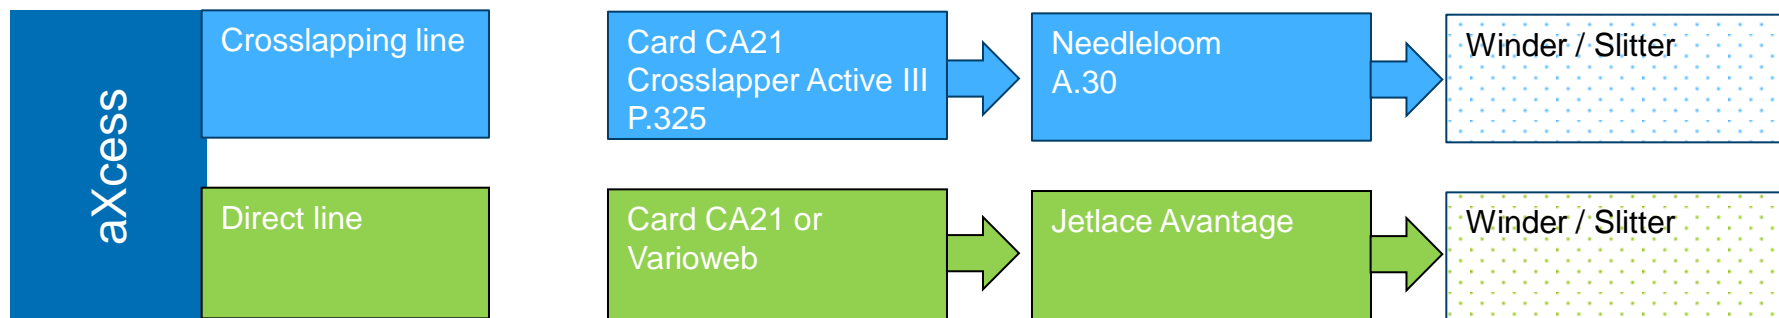 aXcess
Crosslapping line
Card CA21
Crosslapper Active III
P.325
Needleloom
A.30
Winder / Slitter
Direct line
Card CA21 or
Varioweb
Jetlace Avantage
Winder / Slitter